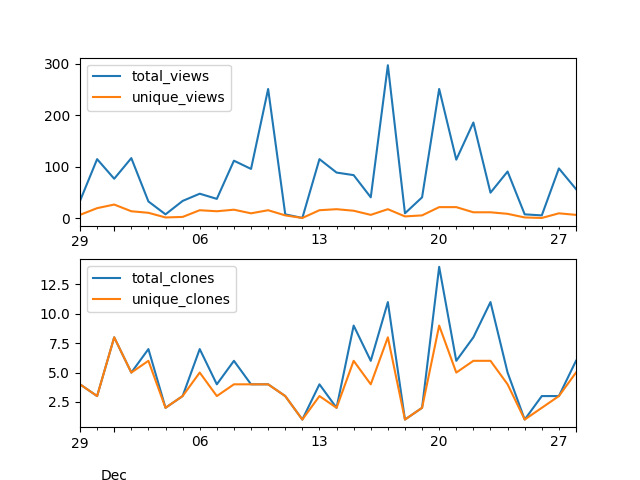 300
200
100
0
total_views
unique_views
29 06 13 20 27
12.5
10.0
7.5
5.0
2.5
total_clones
unique_clones
29 06 13 20 27
Dec